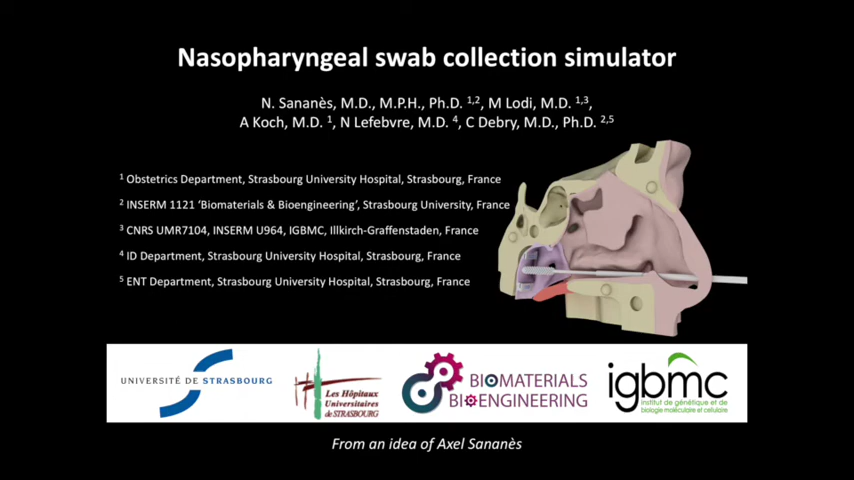 Nasopharyngeal swab collection simulator
N. Sananès, M.D., M.P.H., Ph.D. 1,2, M Lodi, M.D. 1,3,
A Koch, M.D. 1, N Lefebvre, M.D. 4, C Debry, M.D., Ph.D. 2,5
1 Obstetrics Department, Strasbourg University Hospital, Strasbourg, France
2 INSERM 1121 ‘Biomaterials & Bioengineering’, Strasbourg University, France
3 CNRS UMR7104, INSERM U964, IGBMC, Illkirch-Graffenstaden, France
4 ID Department, Strasbourg University Hospital, Strasbourg, France
5 ENT Department, Strasbourg University Hospital, Strasbourg, France
UNIVERSITÉ DE STRASBOURG
Les Hôpitaux
Universitaires
de STRASBOURG
BIOMATERIALS
BIOENGINEERING
igbmc
Institut de génétique et de
biologie moléculaire et cellulaire
From an idea of Axel Sananès